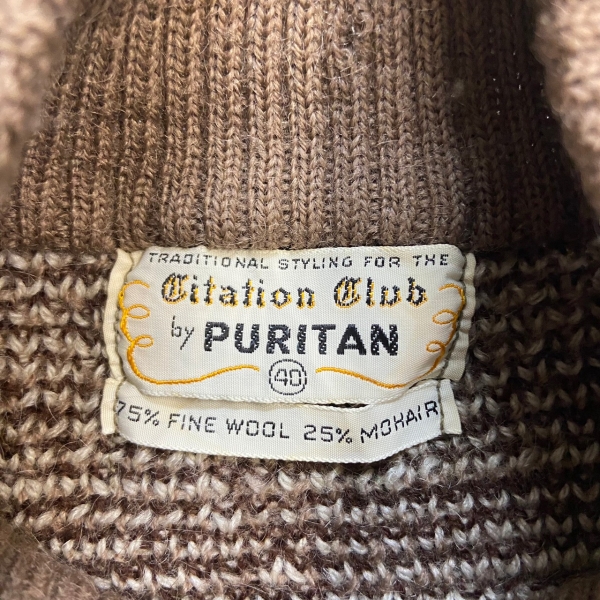 TRADITIONAL STYLING FOR THE
Citation Club
by PURITAN
40
75% FINE WOOL 25% MOHAIR